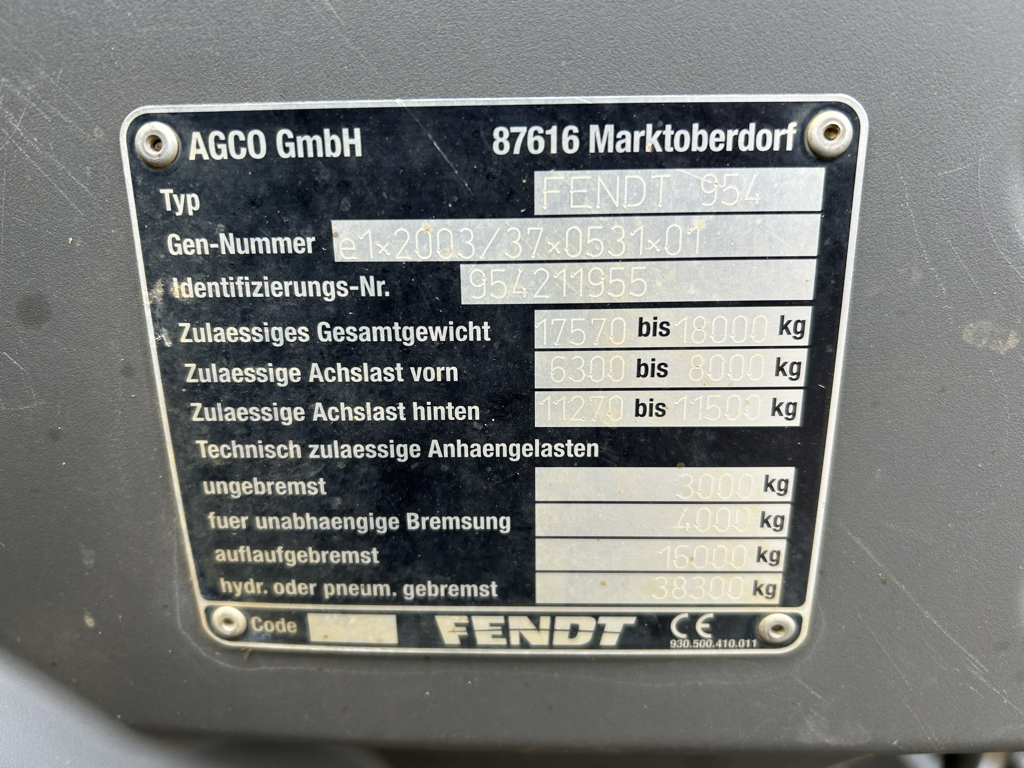 AGCO GmbH 87616 Marktoberdorf
Typ FENDT 954
Gen-Nummer e1*2003/37*0531*01
Identifizierungs-Nr. 954211955
Zulaessiges Gesamtgewicht 17570 bis 18000 kg
Zulaessige Achslast vorn 6300 bis 8000 kg
Zulaessige Achslast hinten 11270 bis 11500 kg
Technisch zulaessige Anhaengelasten
ungebremst 3000 kg
fuer unabhaengige Bremsung 4000 kg
auflaufgebremst 16000 kg
hydr. oder pneum. gebremst 38300 kg
Code FENDT CE
930.500.410.011